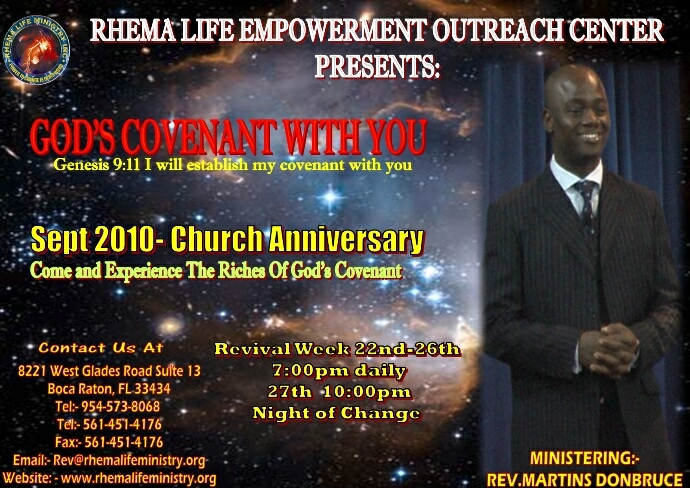 RHEMA LIFE EMPOWERMENT OUTREACH CENTER
PRESENTS:
GOD'S COVENANT WITH YOU
Genesis 9:11 I will establish my covenant with you
Sept 2010- Church Anniversary
Come and Experience The Riches Of God's Covenant
Contact Us At
8221 West Glades Road Suite 13
Boca Raton, FL 33434
Tel:- 954-573-8068
Tel:- 561-451-4176
Fax:- 561-451-4176
Email:- Rev@rhemalifeministry.org
Website: - www.rhemalifeministry.org
Revival Week 22nd-26th
7:00pm daily
27th 10:00pm
Night of Change
MINISTERING:-
REV.MARTINS DONBRUCE
RHEMA LIFE MINISTRY INC.